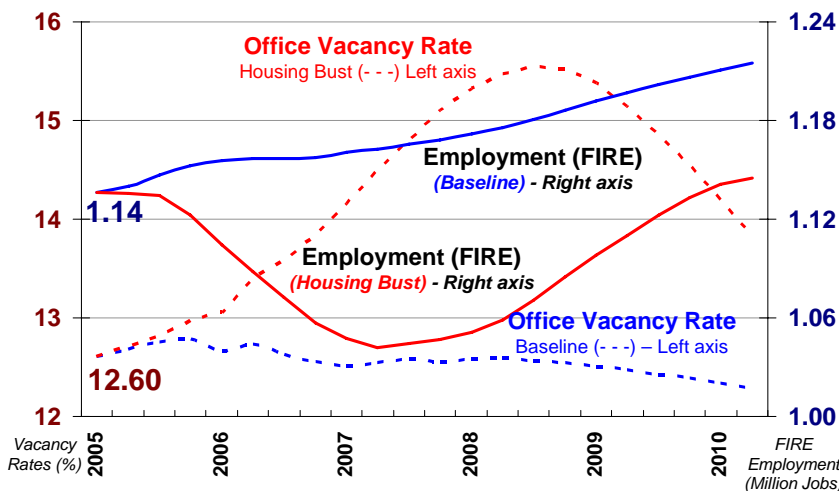 16
15
14
13
12
1.24
1.18
1.12
1.06
1.00
Office Vacancy Rate
Housing Bust (- - -) Left axis
Employment (FIRE)
(Baseline) - Right axis
1.14
Employment (FIRE)
(Housing Bust) - Right axis
Office Vacancy Rate
Baseline (- - -) – Left axis
12.60
2005
2006
2007
2008
2009
2010
Vacancy
Rates (%)
FIRE
Employment
(Million Jobs)